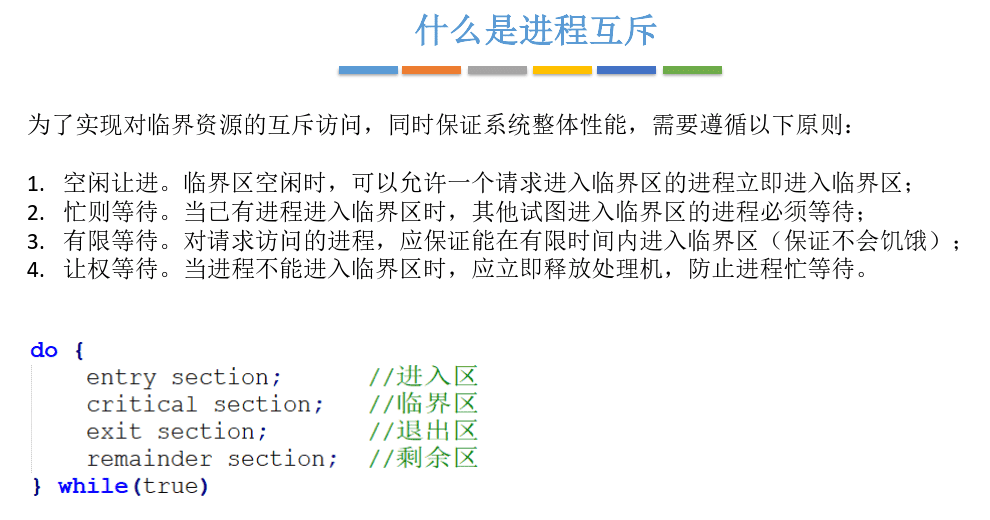 什么是进程互斥
为了实现对临界资源的互斥访问，同时保证系统整体性能，需要遵循以下原则：
1. 空闲让进。临界区空闲时，可以允许一个请求进入临界区的进程立即进入临界区；
2. 忙则等待。当已有进程进入临界区时，其他试图进入临界区的进程必须等待；
3. 有限等待。对请求访问的进程，应保证能在有限时间内进入临界区（保证不会饥饿）；
4. 让权等待。当进程不能进入临界区时，应立即释放处理机，防止进程忙等待。
do {
entry section; //进入区
critical section; //临界区
exit section; //退出区
remainder section; //剩余区
} while(true)